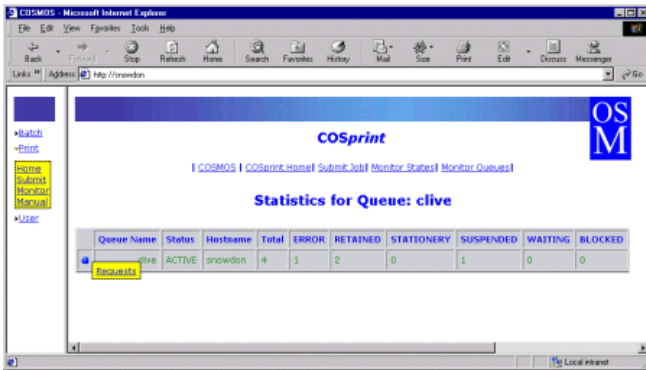 COSMOS - Microsoft Internet Explorer
File Edit View Favorites Tools Help
Back Forward Stop Refresh Home Search Favorites History Mail Size Print Edit Discuss Messenger
Links » Address http://snowdon Go
OSM
Batch
Print
Home
Submit
Monitor
Manual
User
COSprint
| COSMOS | COSprint Home| Submit Job| Monitor States| Monitor Queues|
Statistics for Queue: clive
Queue Name Status Hostname Total ERROR RETAINED STATIONERY SUSPENDED WAITING BLOCKED
clive ACTIVE snowdon 4 1 2 0 1 0 0
Requests
Local intranet